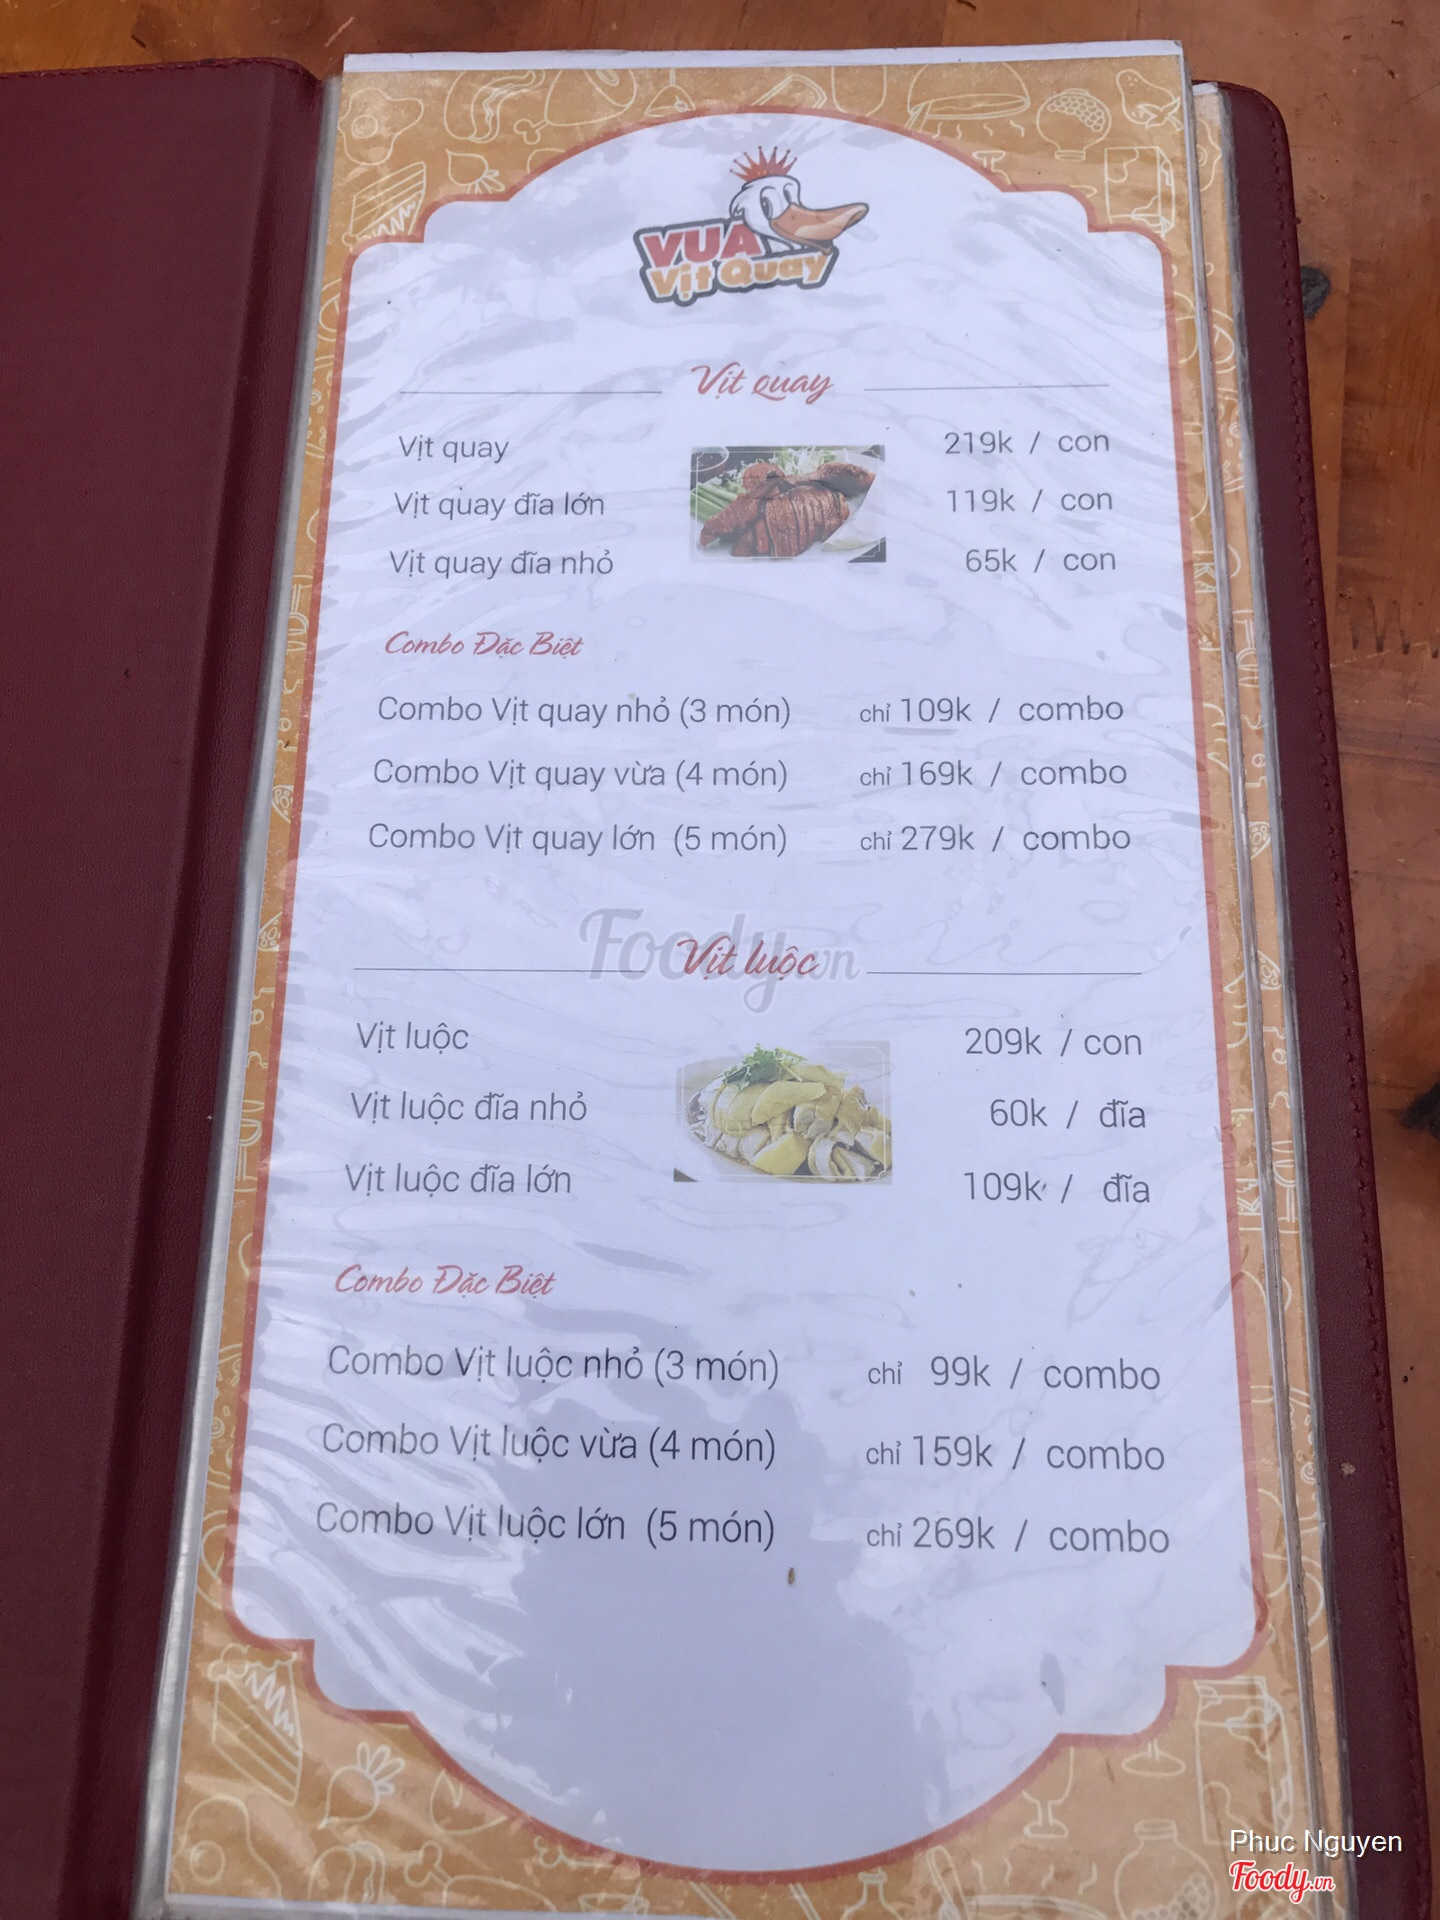 VUA
Vịt Quay
Vịt quay
Vịt quay 219k / con
Vịt quay đĩa lớn 119k / con
Vịt quay đĩa nhỏ 65k / con
Combo Đặc Biệt
Combo Vịt quay nhỏ (3 món) chỉ 109k / combo
Combo Vịt quay vừa (4 món) chỉ 169k / combo
Combo Vịt quay lớn (5 món) chỉ 279k / combo
Foody.vn
Vịt luộc
Vịt luộc 209k / con
Vịt luộc đĩa nhỏ 60k / đĩa
Vịt luộc đĩa lớn 109k / đĩa
Combo Đặc Biệt
Combo Vịt luộc nhỏ (3 món) chỉ 99k / combo
Combo Vịt luộc vừa (4 món) chỉ 159k / combo
Combo Vịt luộc lớn (5 món) chỉ 269k / combo
Phuc Nguyen
Foody.vn